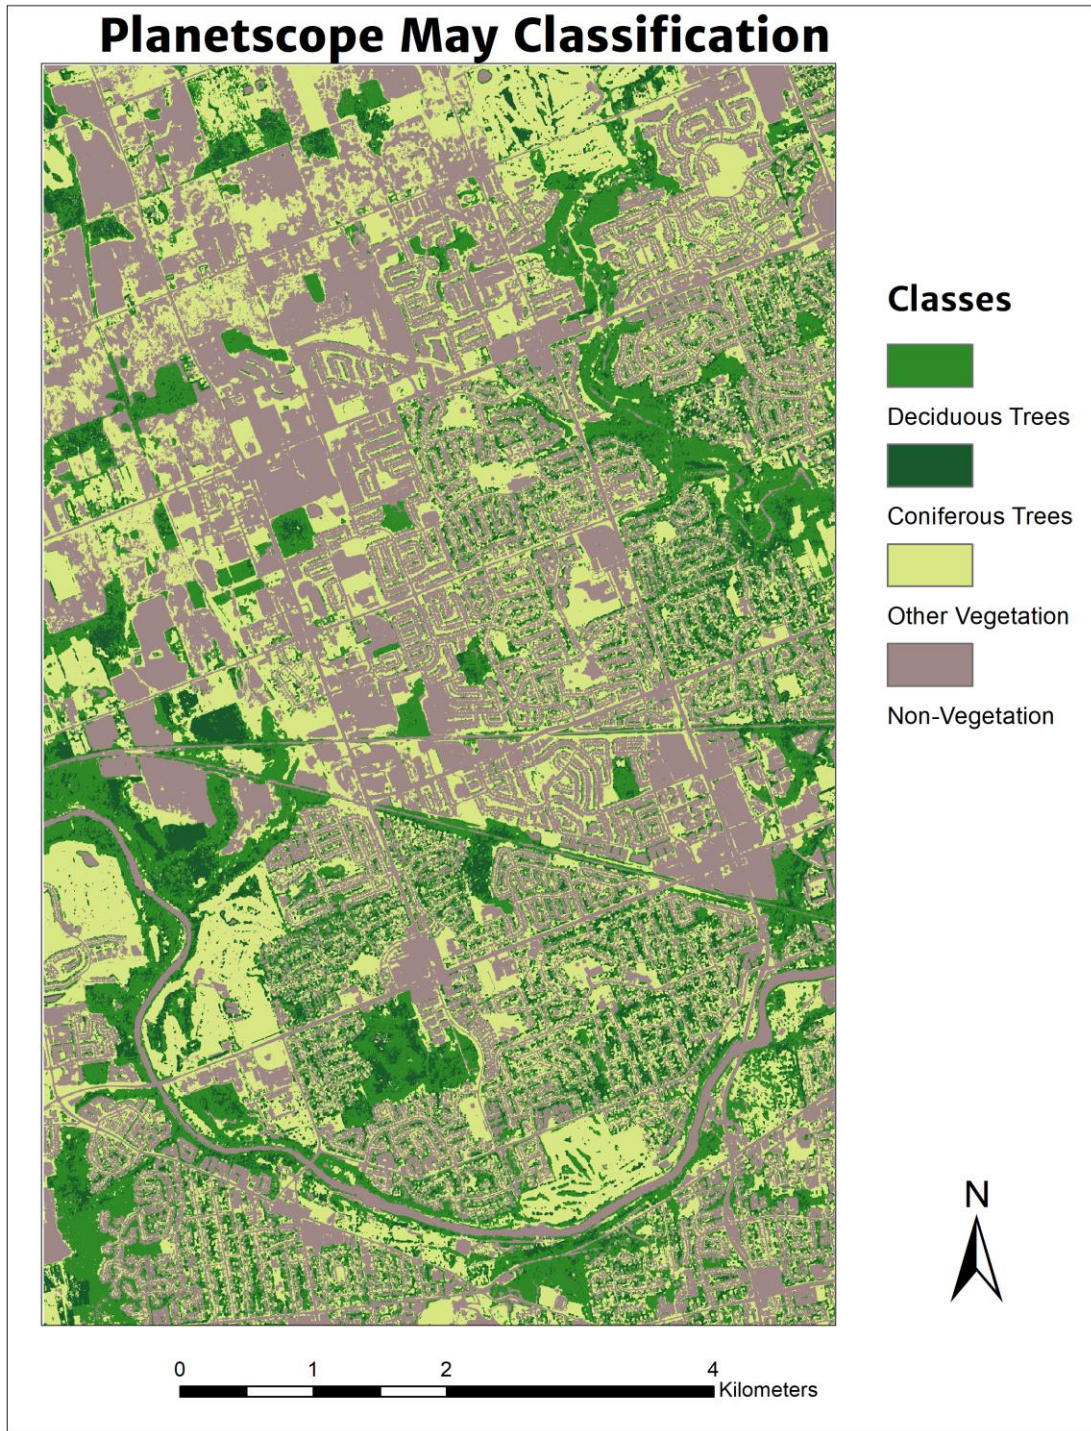 Planetscope May Classification
Classes
Deciduous Trees
Coniferous Trees
Other Vegetation
Non-Vegetation
N
0 1 2 4
Kilometers